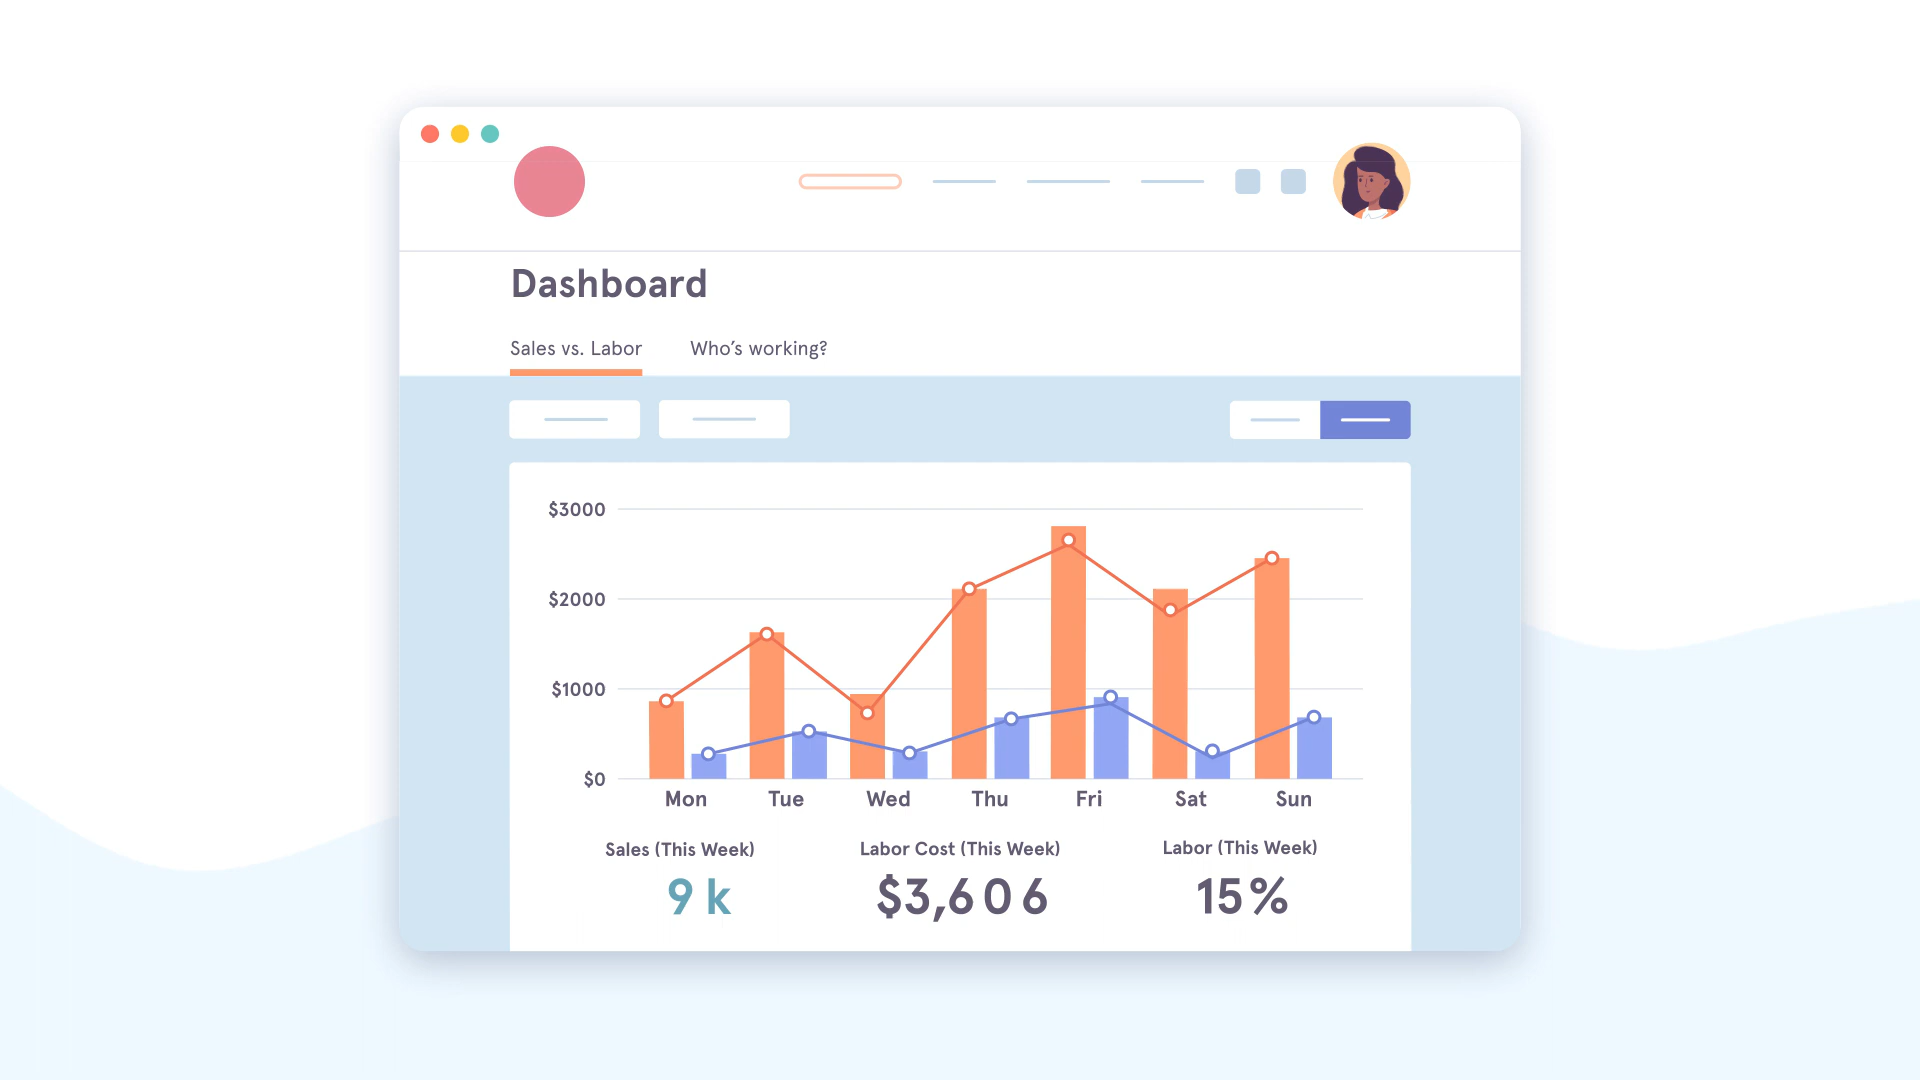 Dashboard
Sales vs. Labor
Who’s working?
$3000
$2000
$1000
$0
Mon Tue Wed Thu Fri Sat Sun
Sales (This Week)
9k
Labor Cost (This Week)
$3,606
Labor (This Week)
15%